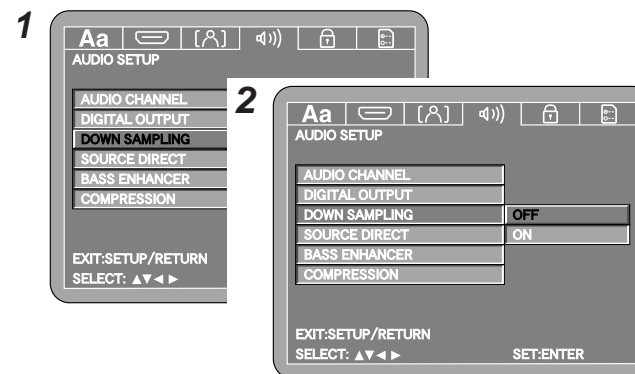 1
Aa
AUDIO SETUP
AUDIO CHANNEL
DIGITAL OUTPUT
DOWN SAMPLING
SOURCE DIRECT
BASS ENHANCER
COMPRESSION
EXIT:SETUP/RETURN
SELECT: ▲▼◄►
2
Aa
AUDIO SETUP
AUDIO CHANNEL
DIGITAL OUTPUT
DOWN SAMPLING OFF
SOURCE DIRECT ON
BASS ENHANCER
COMPRESSION
EXIT:SETUP/RETURN
SELECT: ▲▼◄► SET:ENTER